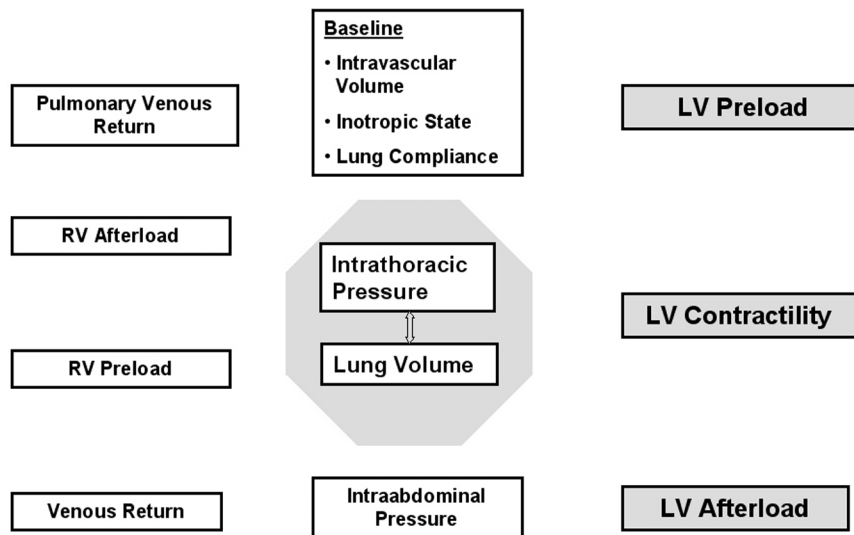 Baseline
• Intravascular
Volume
• Inotropic State
• Lung Compliance
Pulmonary Venous
Return
LV Preload
RV Afterload
Intrathoracic
Pressure
LV Contractility
RV Preload
Lung Volume
Venous Return
Intraabdominal
Pressure
LV Afterload